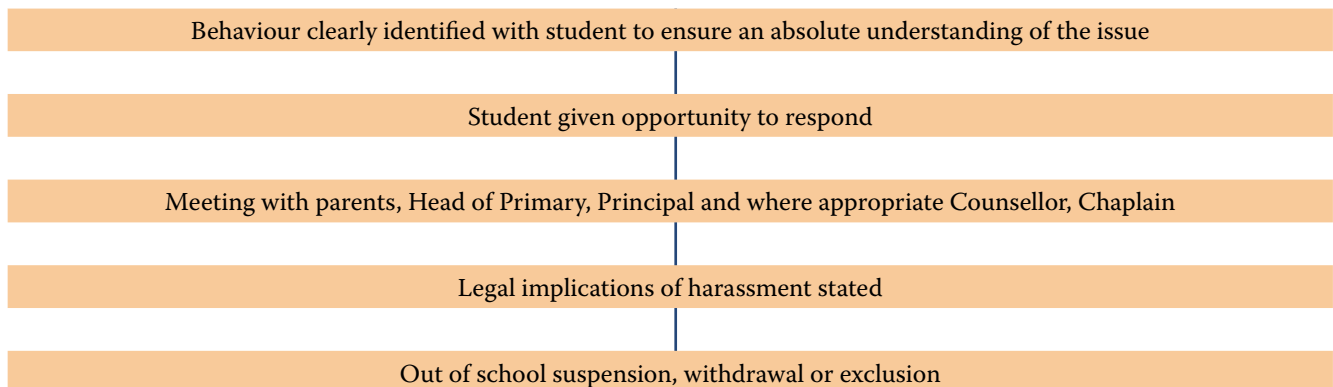 Behaviour clearly identified with student to ensure an absolute understanding of the issue
Student given opportunity to respond
Meeting with parents, Head of Primary, Principal and where appropriate Counsellor, Chaplain
Legal implications of harassment stated
Out of school suspension, withdrawal or exclusion